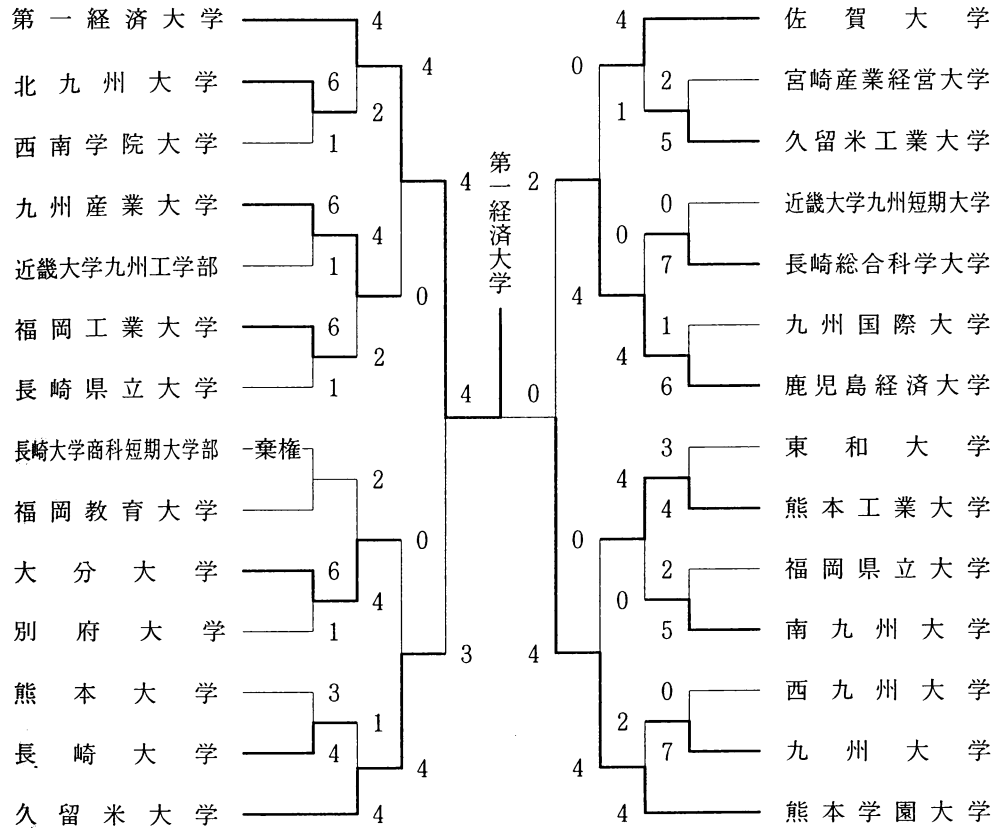 第一経済大学
北九州大学
西南学院大学
九州産業大学
近畿大学九州工学部
福岡工業大学
長崎県立大学
長崎大学商科短期大学部
棄権
福岡教育大学
大分大学
別府大学
熊本大学
長崎大学
久留米大学
4
6
2
1
6
4
1
6
2
1
2
6
4
1
3
1
4
4
4
0
0
4
4
3
4
第一経済大学
0
2
4
0
4
0
4
4
1
0
4
4
0
2
4
2
5
0
7
1
6
3
4
2
5
0
7
佐賀大学
宮崎産業経営大学
久留米工業大学
近畿大学九州短期大学
長崎総合科学大学
九州国際大学
鹿児島経済大学
東和大学
熊本工業大学
福岡県立大学
南九州大学
西九州大学
九州大学
熊本学園大学